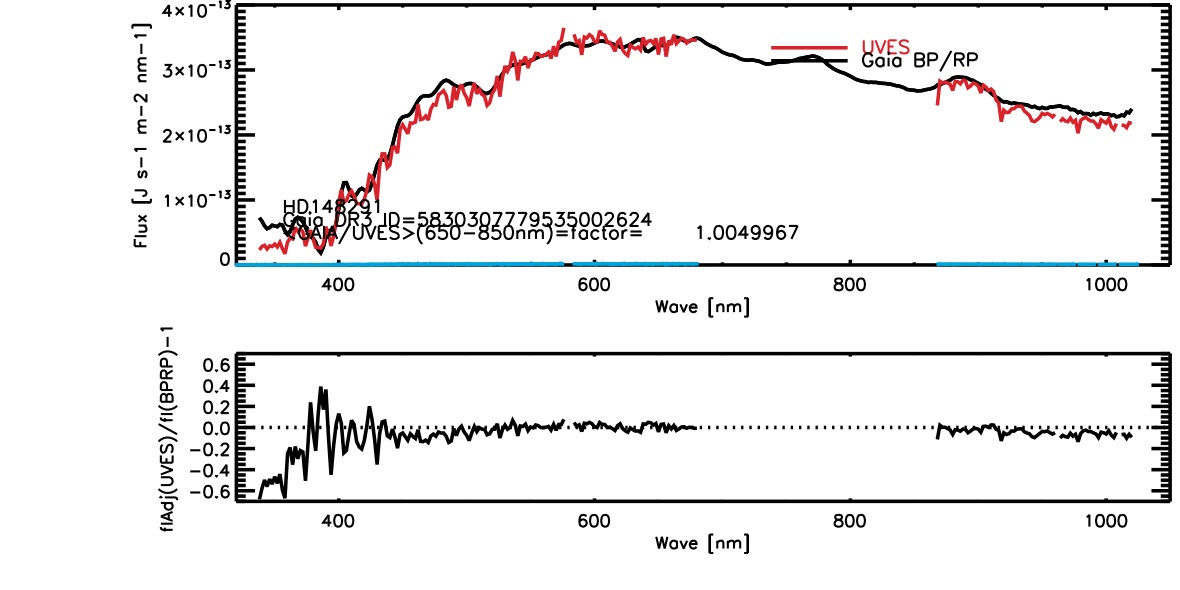 4×10−13
3×10−13
2×10−13
1×10−13
0
Flux [J s−1 m−2 nm−1]
UVES
Gaia BP/RP
HD148291
Gaia DR3 ID=5830307779535002624
<GAIA/UVES>(650−850nm)=factor= 1.0049967
400 600 800 1000
Wave [nm]
flAdj(UVES)/fl(BPRP)−1
0.6
0.4
0.2
0.0
−0.2
−0.4
−0.6
400 600 800 1000
Wave [nm]